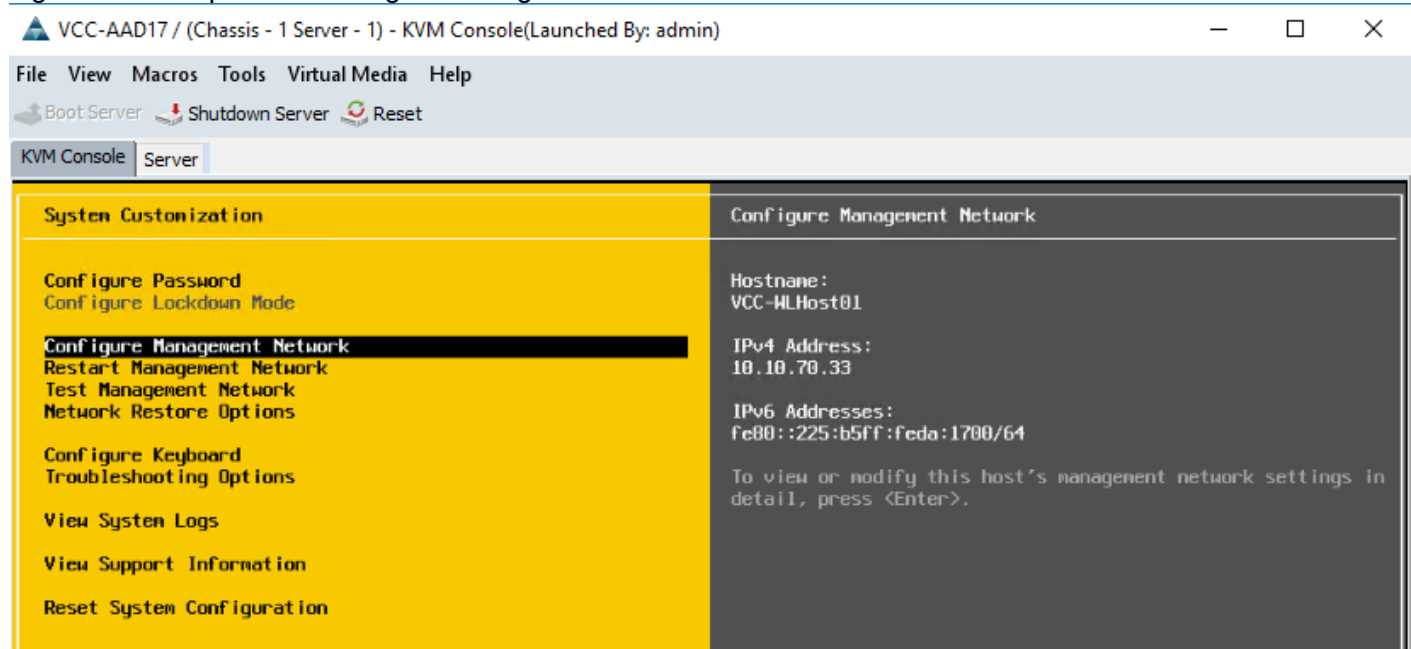 VCC-AAD17 / (Chassis - 1 Server - 1) - KVM Console(Launched By: admin)
File View Macros Tools Virtual Media Help
Boot Server Shutdown Server Reset
KVM Console Server
System Customization
Configure Password
Configure Lockdown Mode
Configure Management Network
Restart Management Network
Test Management Network
Network Restore Options
Configure Keyboard
Troubleshooting Options
View System Logs
View Support Information
Reset System Configuration
Configure Management Network
Hostname:
VCC-WLHost01
IPv4 Address:
10.10.70.33
IPv6 Addresses:
fe80::225:b5ff:feda:1700/64
To view or modify this host's management network settings in
detail, press <Enter>.